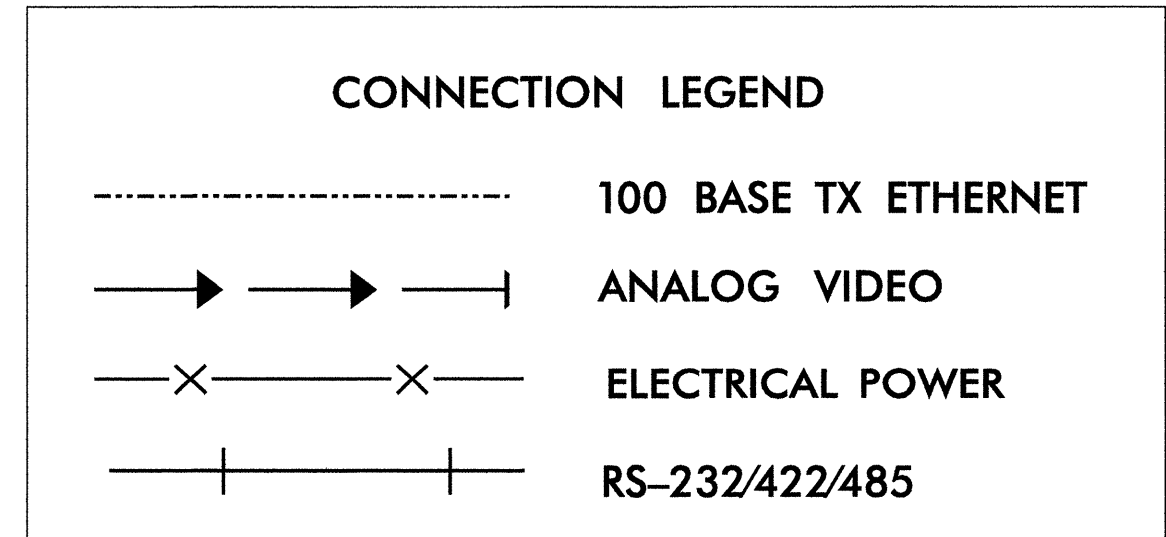 CONNECTION LEGEND
100 BASE TX ETHERNET
ANALOG VIDEO
ELECTRICAL POWER
RS–232/422/485